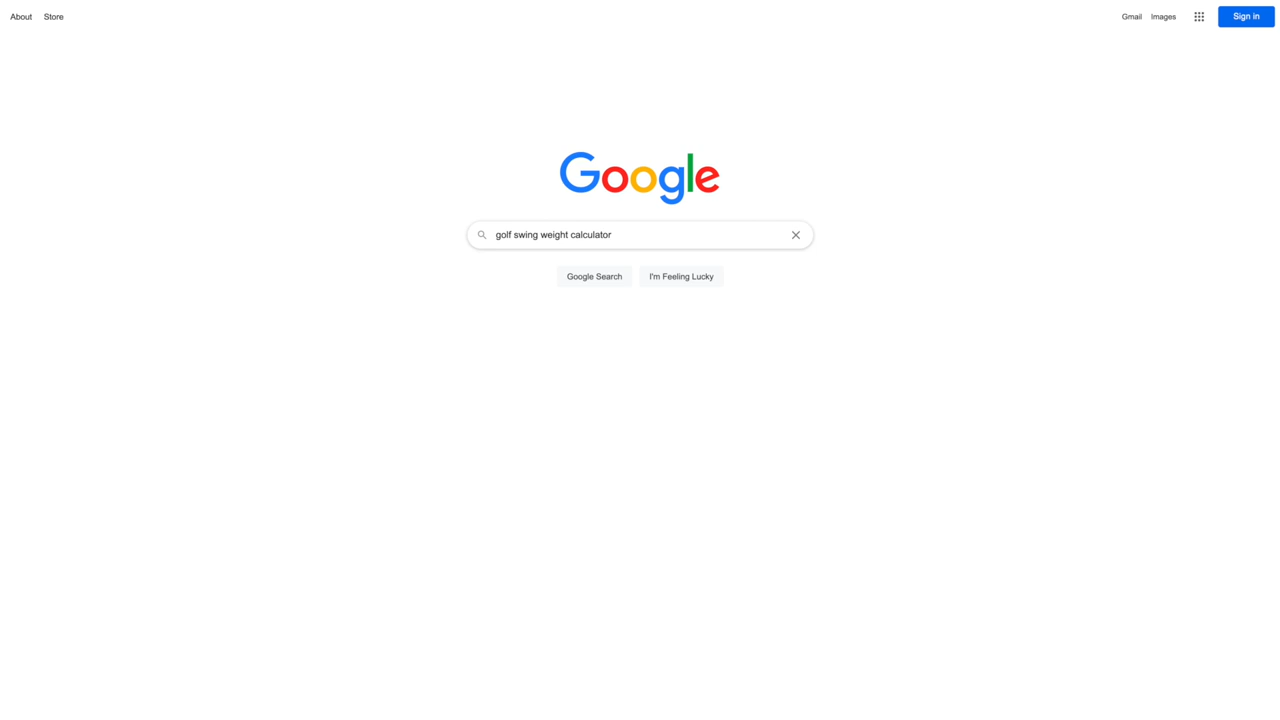 About Store Gmail Images Sign in
Google
golf swing weight calculator
Google Search I'm Feeling Lucky